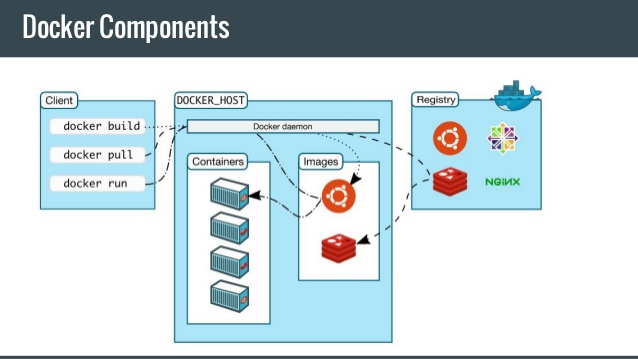 Docker Components
Client
docker build
docker pull
docker run
DOCKER_HOST
Docker daemon
Containers
Images
Registry
NGINX